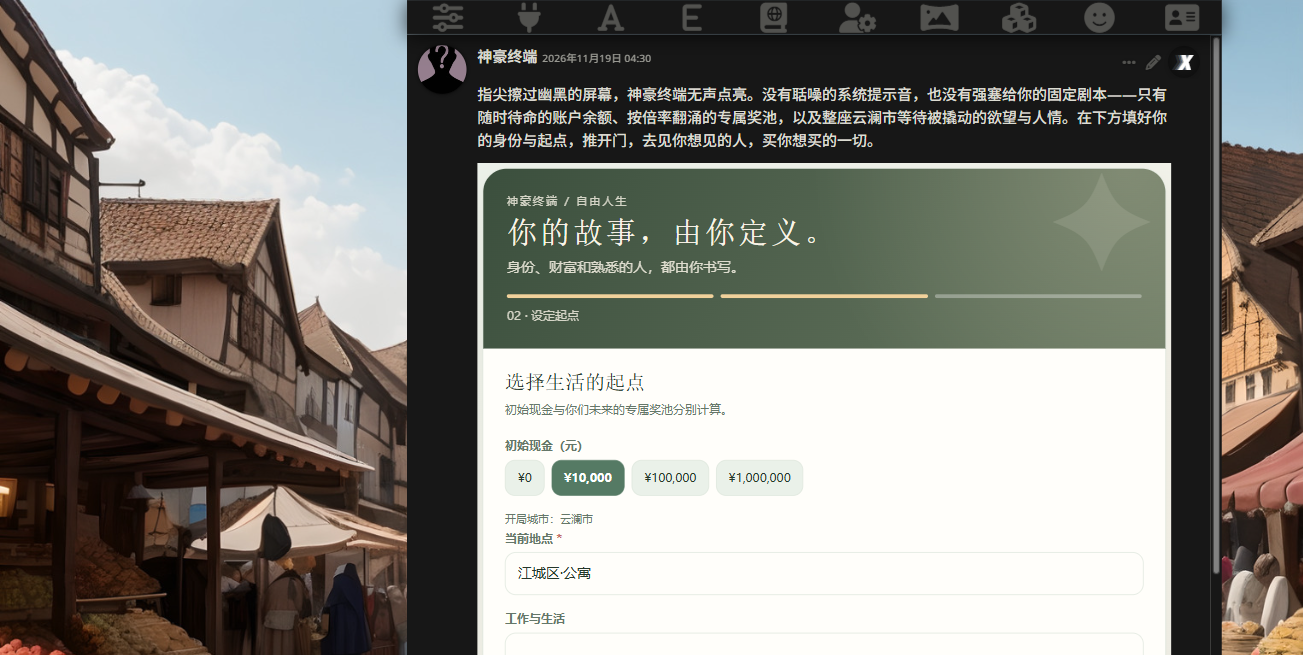 神豪终端 2026年11月19日 04:30
指尖擦过幽黑的屏幕，神豪终端无声点亮。没有聒噪的系统提示音，也没有强塞给你的固定剧本——只有
随时待命的账户余额、按倍率翻涌的专属奖池，以及整座云澜市等待被撬动的欲望与人情。在下方填好你
的身份与起点，推开门，去见你想见的人，买你想买的一切。
神豪终端 / 自由人生
你的故事，由你定义。
身份、财富和熟悉的人，都由你书写。
02 · 设定起点
选择生活的起点
初始现金与你们未来的专属奖池分别计算。
初始现金（元）
¥0 ¥10,000 ¥100,000 ¥1,000,000
开局城市：云澜市
当前地点 *
江城区·公寓
工作与生活